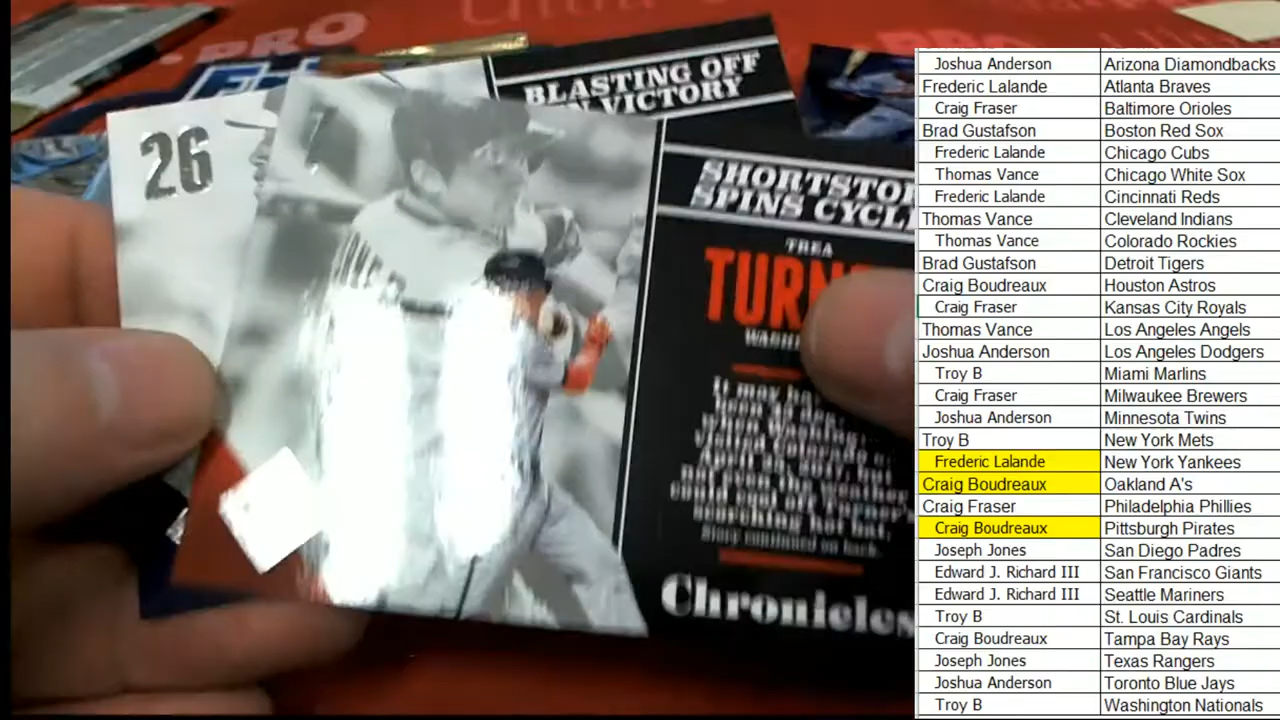 BLASTING OFF
VICTORY
26
SPINS
TREA
It may
April
Story continued on back.
Chronicles
PRO
Joshua Anderson Arizona Diamondbacks
Frederic Lalande Atlanta Braves
Craig Fraser Baltimore Orioles
Brad Gustafson Boston Red Sox
Frederic Lalande Chicago Cubs
Thomas Vance Chicago White Sox
Frederic Lalande Cincinnati Reds
Thomas Vance Cleveland Indians
Thomas Vance Colorado Rockies
Brad Gustafson Detroit Tigers
Craig Boudreaux Houston Astros
Craig Fraser Kansas City Royals
Thomas Vance Los Angeles Angels
Joshua Anderson Los Angeles Dodgers
Troy B Miami Marlins
Craig Fraser Milwaukee Brewers
Joshua Anderson Minnesota Twins
Troy B New York Mets
Frederic Lalande New York Yankees
Craig Boudreaux Oakland A's
Craig Fraser Philadelphia Phillies
Craig Boudreaux Pittsburgh Pirates
Joseph Jones San Diego Padres
Edward J. Richard III San Francisco Giants
Edward J. Richard III Seattle Mariners
Troy B St. Louis Cardinals
Craig Boudreaux Tampa Bay Rays
Joseph Jones Texas Rangers
Joshua Anderson Toronto Blue Jays
Troy B Washington Nationals